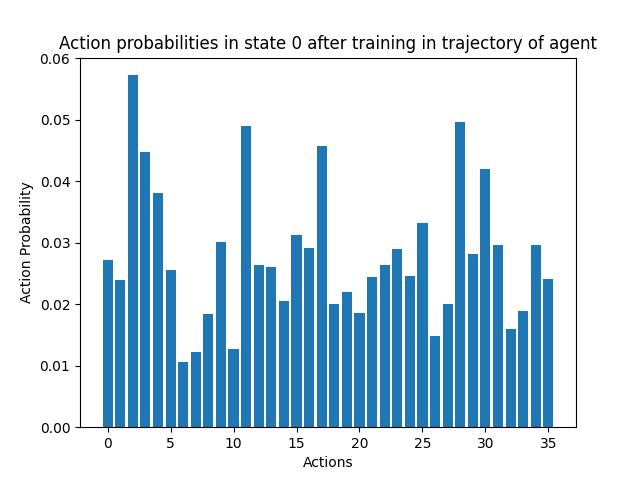 Action probabilities in state 0 after training in trajectory of agent
0.06
0.05
0.04
0.03
0.02
0.01
0.00
Action Probability
0 5 10 15 20 25 30 35
Actions